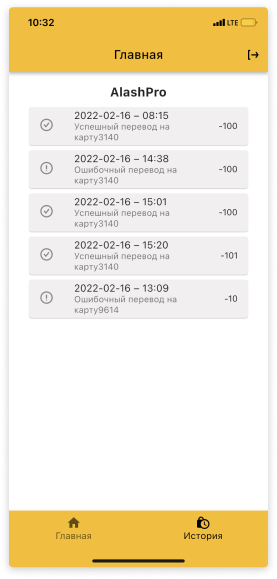 10:32
LTE
Главная
AlashPro
2022-02-16 – 08:15
Успешный перевод на
карту3140
-100
2022-02-16 – 14:38
Ошибочный перевод на
карту3140
-100
2022-02-16 – 15:01
Успешный перевод на
карту3140
-100
2022-02-16 – 15:20
Успешный перевод на
карту3140
-101
2022-02-16 – 13:09
Ошибочный перевод на
карту9614
-10
Главная
История